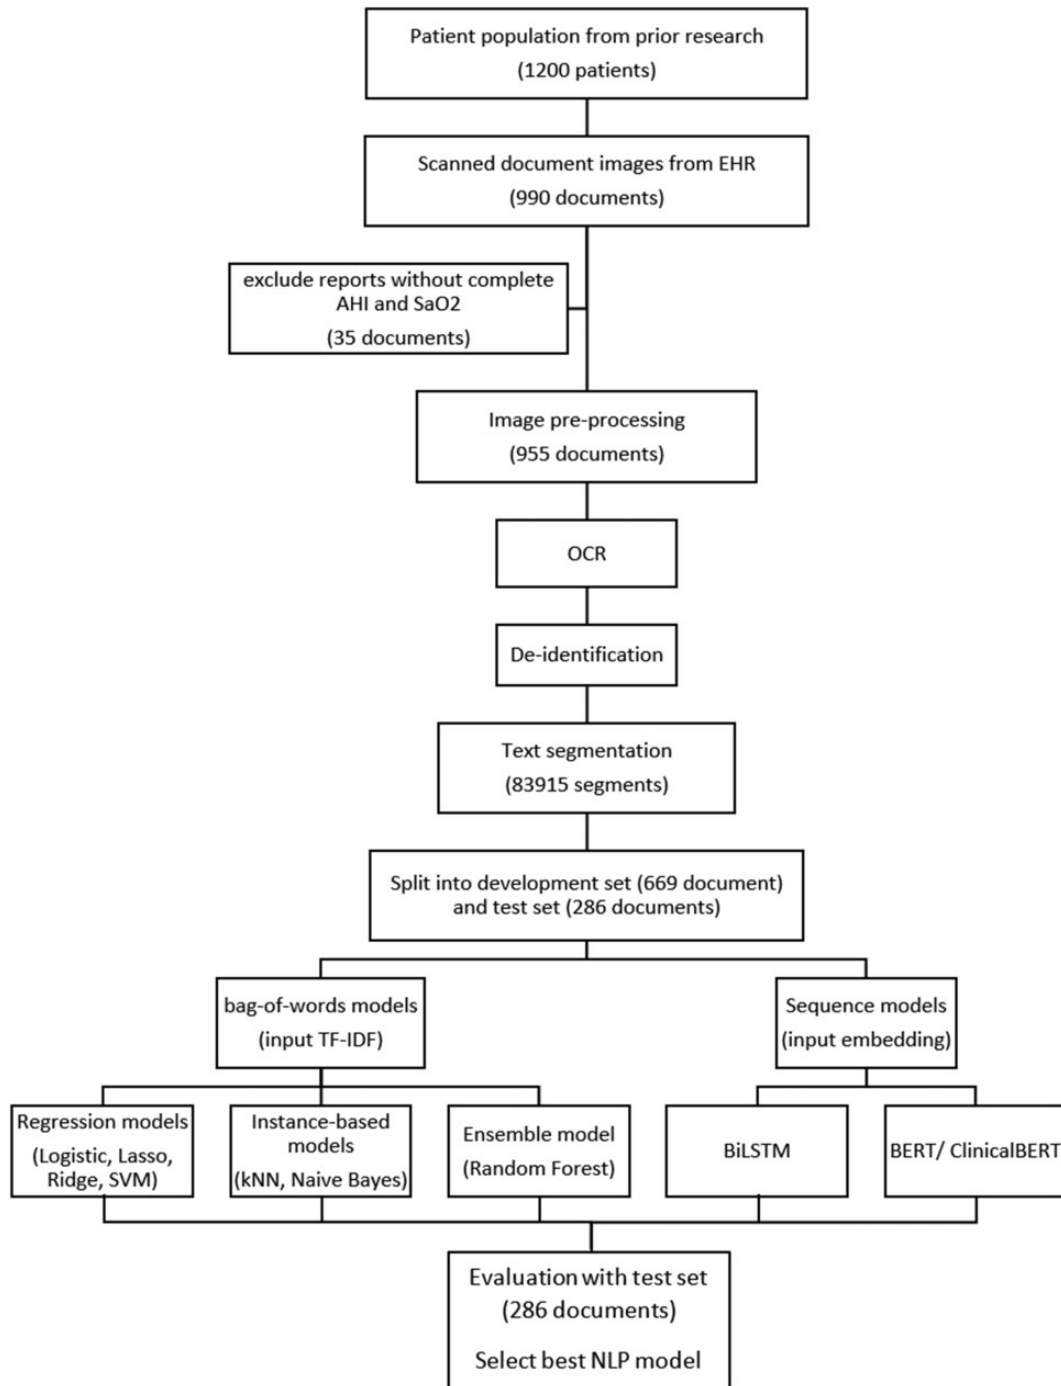 Patient population from prior research
(1200 patients)
Scanned document images from EHR
(990 documents)
exclude reports without complete
AHI and SaO2
(35 documents)
Image pre-processing
(955 documents)
OCR
De-identification
Text segmentation
(83915 segments)
Split into development set (669 document)
and test set (286 documents)
bag-of-words models
(input TF-IDF)
Sequence models
(input embedding)
Regression models
(Logistic, Lasso,
Ridge, SVM)
Instance-based
models
(kNN, Naive Bayes)
Ensemble model
(Random Forest)
BiLSTM
BERT/ ClinicalBERT
Evaluation with test set
(286 documents)
Select best NLP model